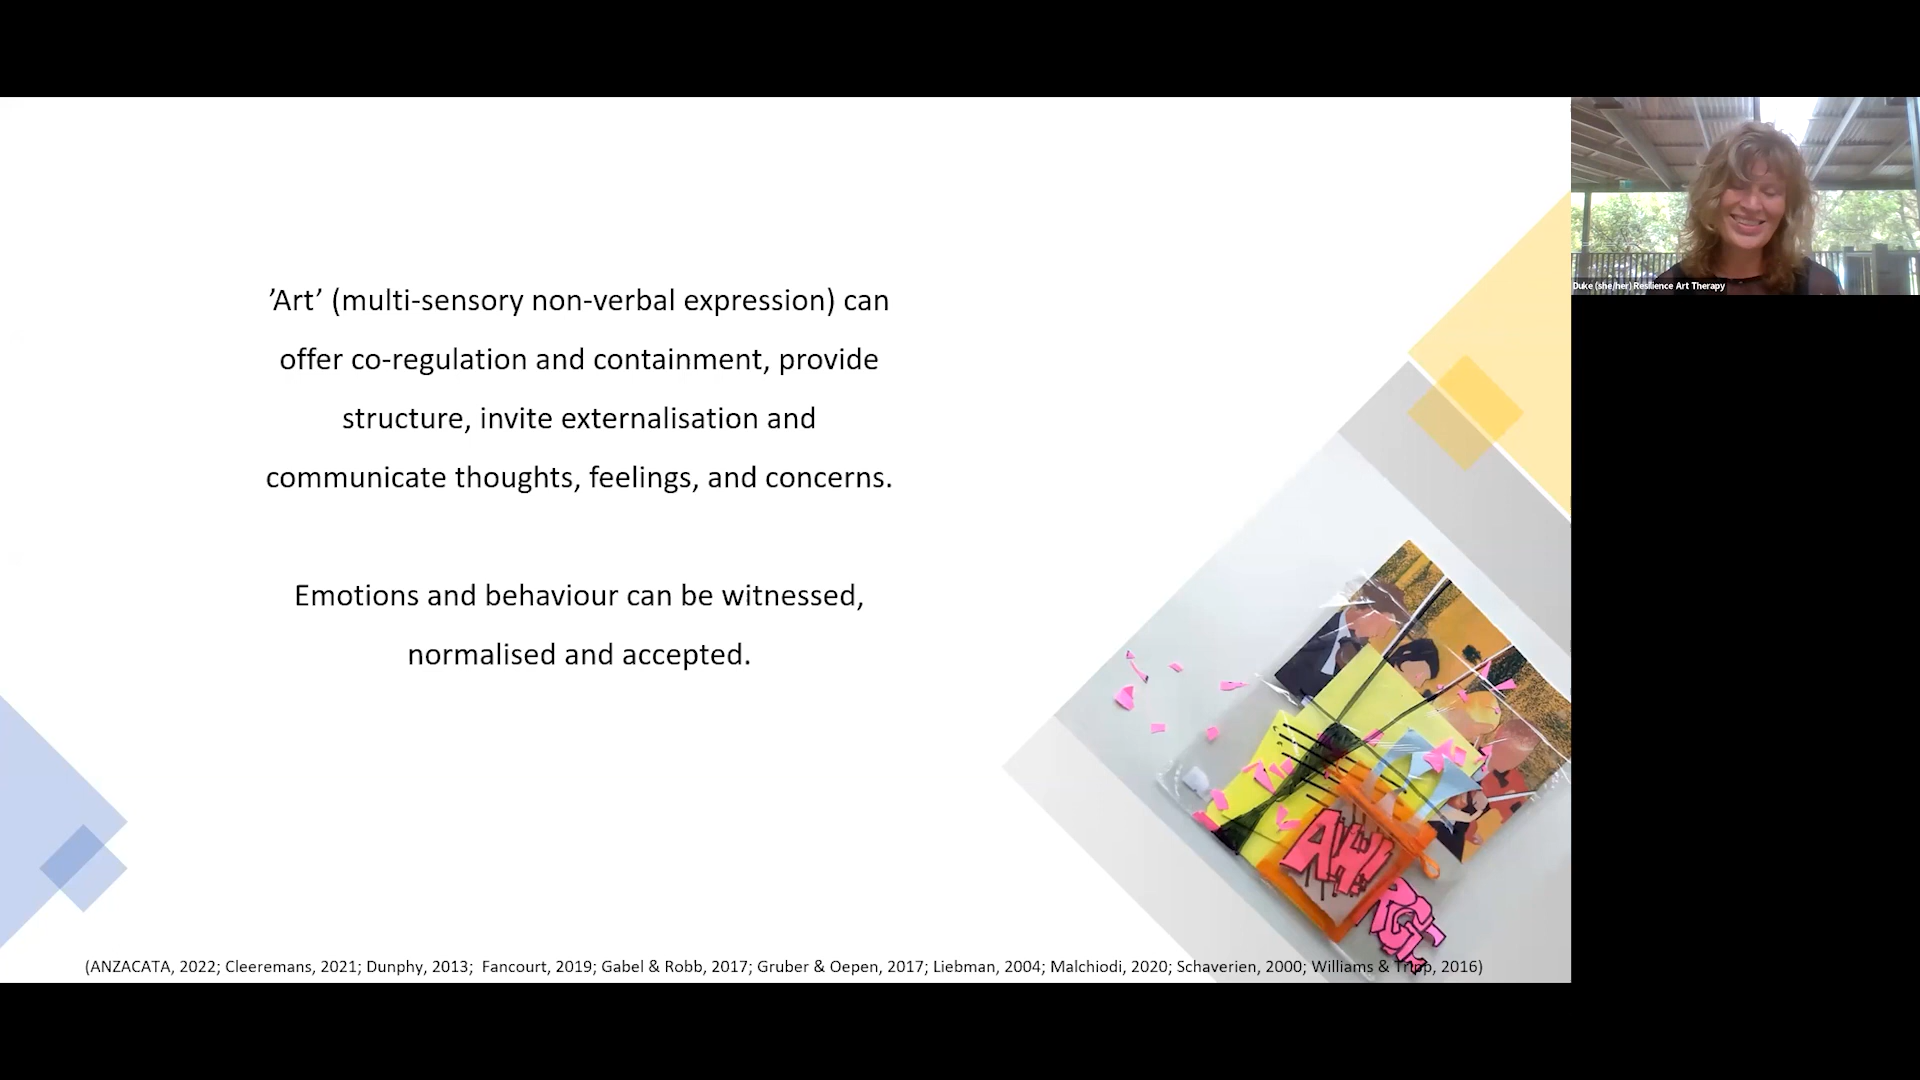 ’Art’ (multi-sensory non-verbal expression) can
offer co-regulation and containment, provide
structure, invite externalisation and
communicate thoughts, feelings, and concerns.
Emotions and behaviour can be witnessed,
normalised and accepted.
AH!
(ANZACATA, 2022; Cleeremans, 2021; Dunphy, 2013;  Fancourt, 2019; Gabel & Robb, 2017; Gruber & Oepen, 2017; Liebman, 2004; Malchiodi, 2020; Schaverien, 2000; Williams & Tripp, 2016)
Duke (she/her) Resilience Art Therapy